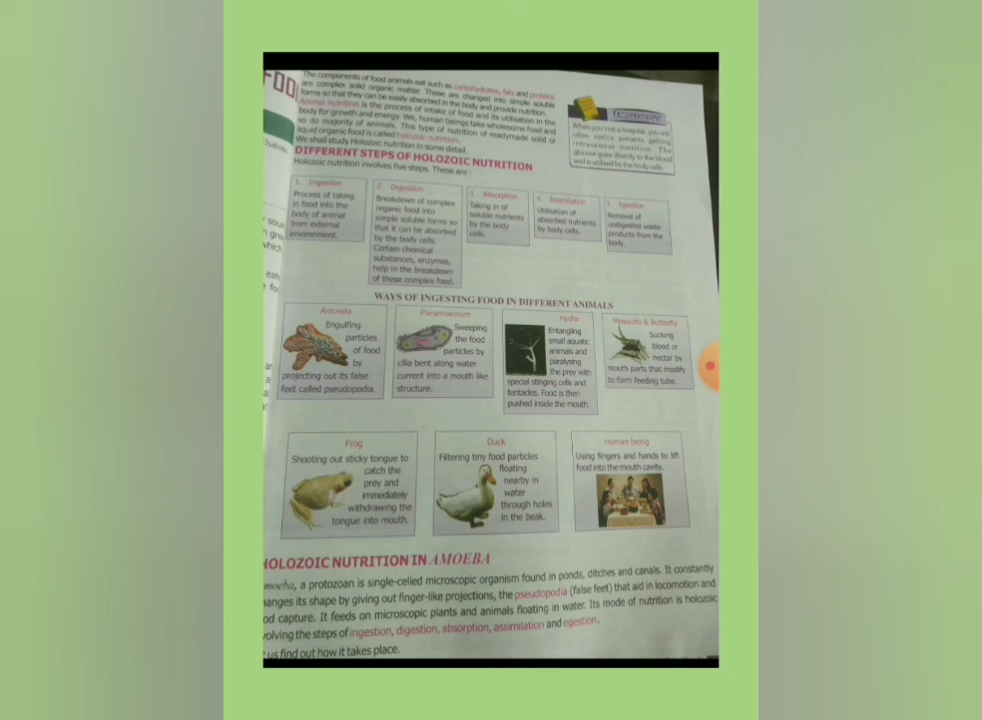 FOO
The components of food animals eat such as carbohydrates, fats and proteins
are complex solid organic matter. These are changed into simple soluble
forms so that they can be easily absorbed in the body and provide nutrition.
Animal nutrition is the process of intake of food and its utilisation in the
body for growth and energy. We, human beings take wholesome food and
so do majority of animals. This type of nutrition of readymade solid or
liquid organic food is called holozoic nutrition.
We shall study Holozoic nutrition in some detail.
When you visit a hospital, you will
often notice patients getting
intravenous nutrition. The
glucose goes directly in the blood
and is utilised by the body cells.
DIFFERENT STEPS OF HOLOZOIC NUTRITION
Holozoic nutrition involves five steps. These are :
1. Ingestion
Process of taking
in food into the
body of animal
from external
environment.
2. Digestion
Breakdown of complex
organic food into
simple soluble forms so
that it can be absorbed
by the body cells.
Certain chemical
substances, enzymes,
help in the breakdown
of these complex food.
3. Absorption
Taking in of
soluble nutrients
by the body
cells.
4. Assimilation
Utilisation of
absorbed nutrients
by body cells.
5. Egestion
Removal of
undigested waste
products from the
body.
WAYS OF INGESTING FOOD IN DIFFERENT ANIMALS
Amoeba
Engulfing
particles
of food
by
projecting out its false
feet called pseudopodia.
Paramoecium
Sweeping
the food
particles by
cilia bent along water
current into a mouth like
structure.
Hydra
Entangling
small aquatic
animals and
paralysing
the prey with
special stinging cells and
tentacles. Food is then
pushed inside the mouth.
Mosquito & Butterfly
Sucking
blood or
nectar by
mouth parts that modify
to form feeding tube.
Frog
Shooting out sticky tongue to
catch the
prey and
immediately
withdrawing the
tongue into mouth.
Duck
Filtering tiny food particles
floating
nearby in
water
through holes
in the beak.
Human being
Using fingers and hands to lift
food into the mouth cavity.
HOLOZOIC NUTRITION IN AMOEBA
moeba, a protozoan is single-celled microscopic organism found in ponds, ditches and canals. It constantly
anges its shape by giving out finger-like projections, the pseudopodia (false feet) that aid in locomotion and
od capture. It feeds on microscopic plants and animals floating in water. Its mode of nutrition is holozoic
volving the steps of ingestion, digestion, absorption, assimilation and egestion.
us find out how it takes place.